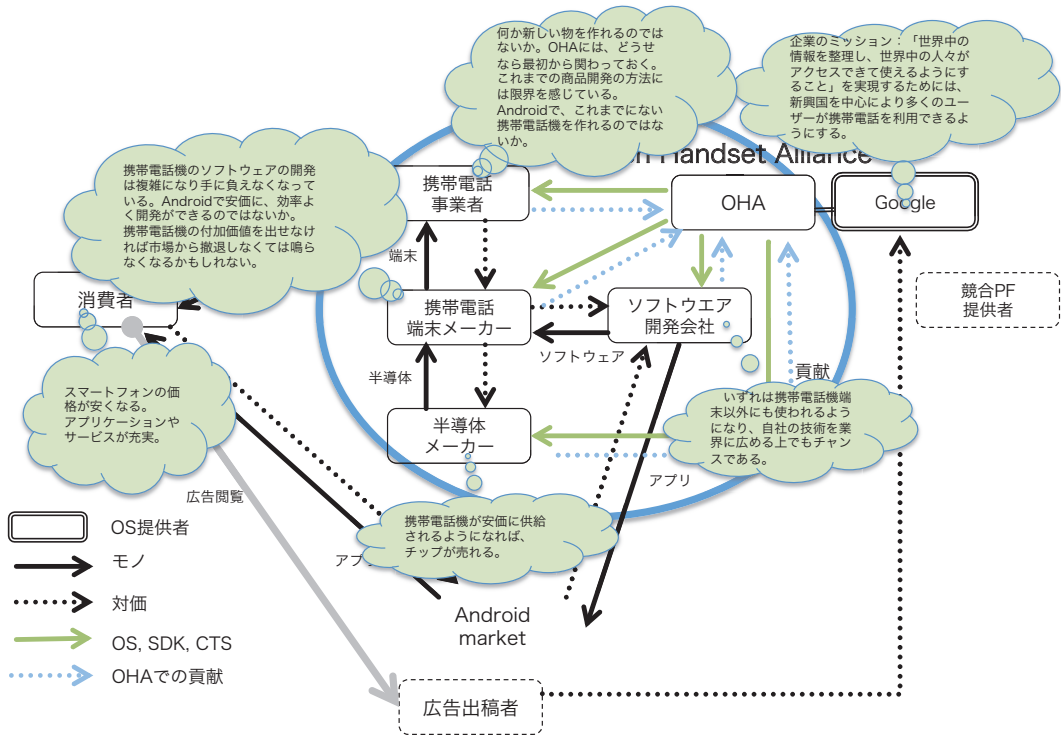 何か新しい物を作れるのでは
ないか。OHAには、どうせ
なら最初から関わっておく。
これまでの商品開発の方法に
は限界を感じている。
Androidで、これまでにない
携帯電話機を作れるのではな
いか。
企業のミッション：「世界中の
情報を整理し、世界中の人々が
アクセスできて使えるようにす
ること」を実現するためには、
新興国を中心により多くのユー
ザーが携帯電話を利用できるよ
うにする。
Handset Alliance
携帯電話機のソフトウェアの開発
は複雑になり手に負えなくなって
いる。Androidで安価に、効率よ
く開発ができるのではないか。
携帯電話機の付加価値を出せなけ
れば市場から撤退しなくては鳴ら
なくなるかもしれない。
携帯電話
事業者
OHA
Google
端末
消費者
携帯電話
端末メーカー
ソフトウエア
開発会社
競合PF
提供者
ソフトウェア
半導体
貢献
スマートフォンの価
格が安くなる。
アプリケーションや
サービスが充実。
いずれは携帯電話機端
末以外にも使われるよう
になり、自社の技術を業
界に広める上でもチャン
スである。
半導体
メーカー
アプリ
広告閲覧
携帯電話機が安価に供給
されるようになれば、
チップが売れる。
OS提供者
モノ
対価
OS, SDK, CTS
OHAでの貢献
Android
market
広告出稿者